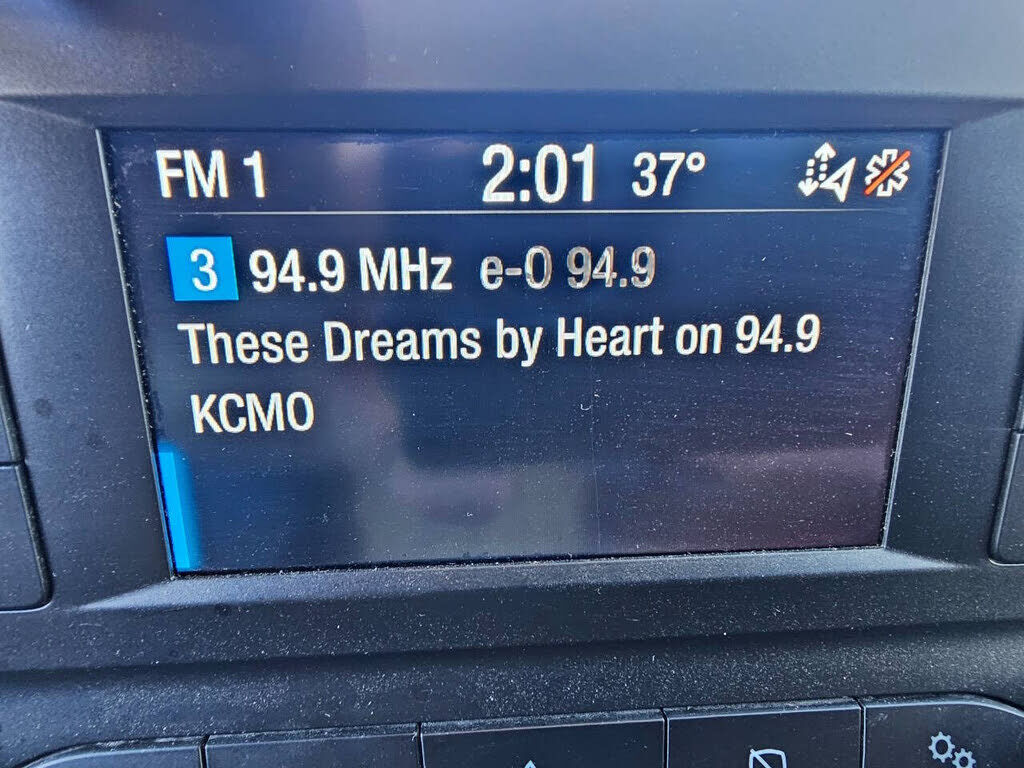 FM 1 2:01 37°
3 94.9 MHz e-O 94.9
These Dreams by Heart on 94.9
KCMO